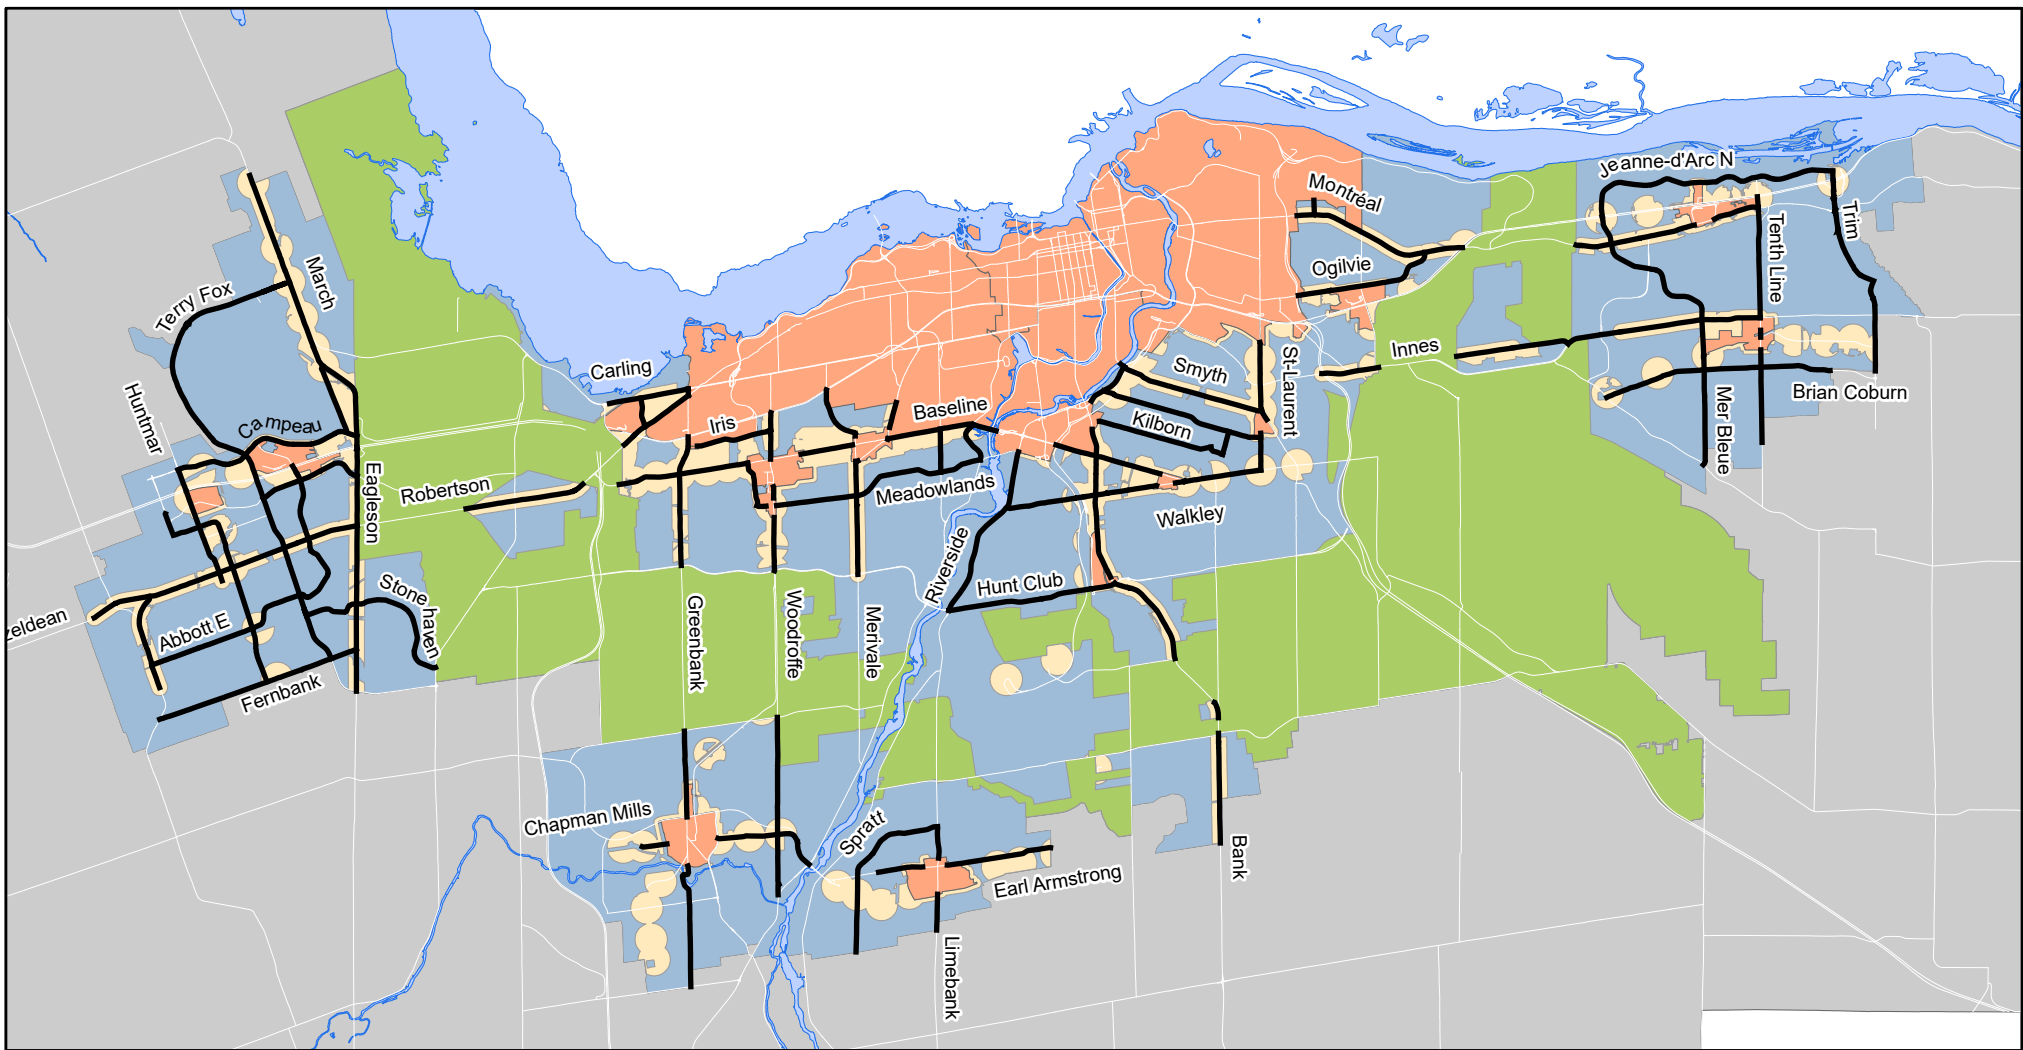 Jeanne-d'Arc N
Montréal
Trim
Tenth Line
March
Ogilvie
Terry Fox
Innes
St-Laurent
Smyth
Carling
Huntmar
Brian Coburn
Baseline
Iris
Campeau
Kilborn
Mer Bleue
Eagleson
Robertson
Meadowlands
Walkley
Riverside
Hunt Club
Stonehaven
zeldean
Abbott E
Greenbank
Woodroffe
Merivale
Fernbank
Chapman Mills
Spratt
Bank
Earl Armstrong
Limebank